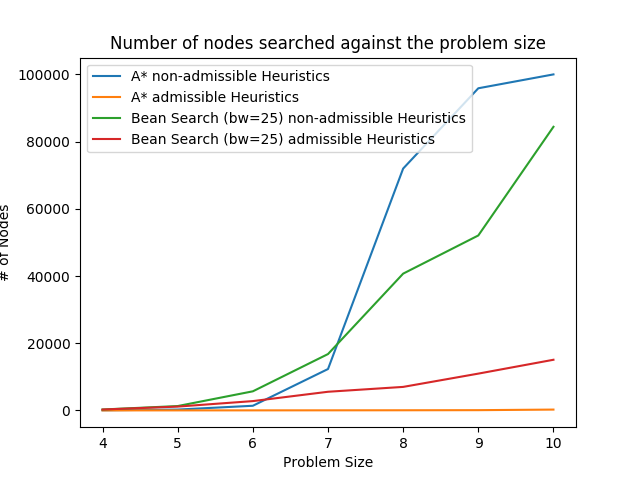 Number of nodes searched against the problem size
A* non-admissible Heuristics
A* admissible Heuristics
Bean Search (bw=25) non-admissible Heuristics
Bean Search (bw=25) admissible Heuristics
100000
80000
60000
40000
20000
0
# of Nodes
4 5 6 7 8 9 10
Problem Size